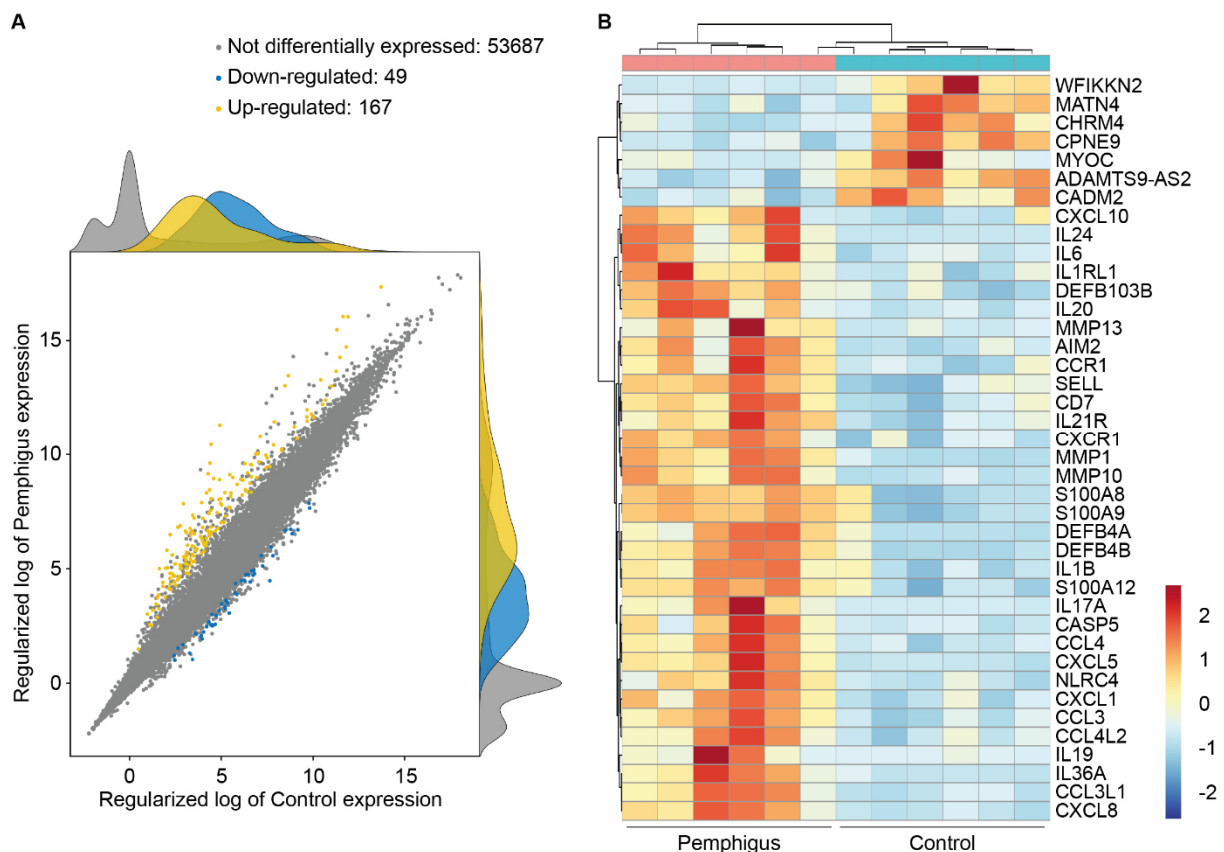 A
Not differentially expressed: 53687
Down-regulated: 49
Up-regulated: 167
Regularized log of Pemphigus expression
15
10
5
0
0
5
10
15
Regularized log of Control expression
B
WFIKKN2
MATN4
CHRM4
CPNE9
MYOC
ADAMTS9-AS2
CADM2
CXCL10
IL24
IL6
IL1RL1
DEFB103B
IL20
MMP13
AIM2
CCR1
SELL
CD7
IL21R
CXCR1
MMP1
MMP10
S100A8
S100A9
DEFB4A
DEFB4B
IL1B
S100A12
IL17A
CASP5
CCL4
CXCL5
NLRC4
CXCL1
CCL3
CCL4L2
IL19
IL36A
CCL3L1
CXCL8
Pemphigus
Control
2
1
0
-1
-2